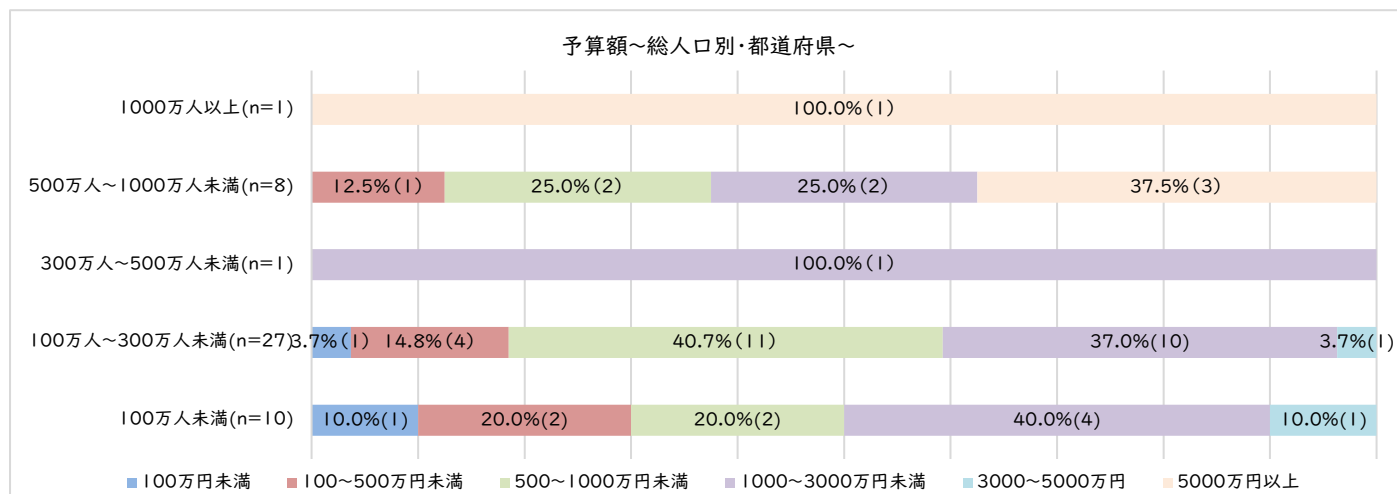 予算額~総人口別・都道府県~
1000万人以上(n=1)
100.0%(1)
500万人~1000万人未満(n=8)
12.5%(1) 25.0%(2) 25.0%(2) 37.5%(3)
300万人~500万人未満(n=1)
100.0%(1)
100万人~300万人未満(n=27)
3.7%(1) 14.8%(4) 40.7%(11) 37.0%(10) 3.7%(1)
100万人未満(n=10)
10.0%(1) 20.0%(2) 20.0%(2) 40.0%(4) 10.0%(1)
100万円未満 100~500万円未満 500~1000万円未満 1000~3000万円未満 3000~5000万円 5000万円以上